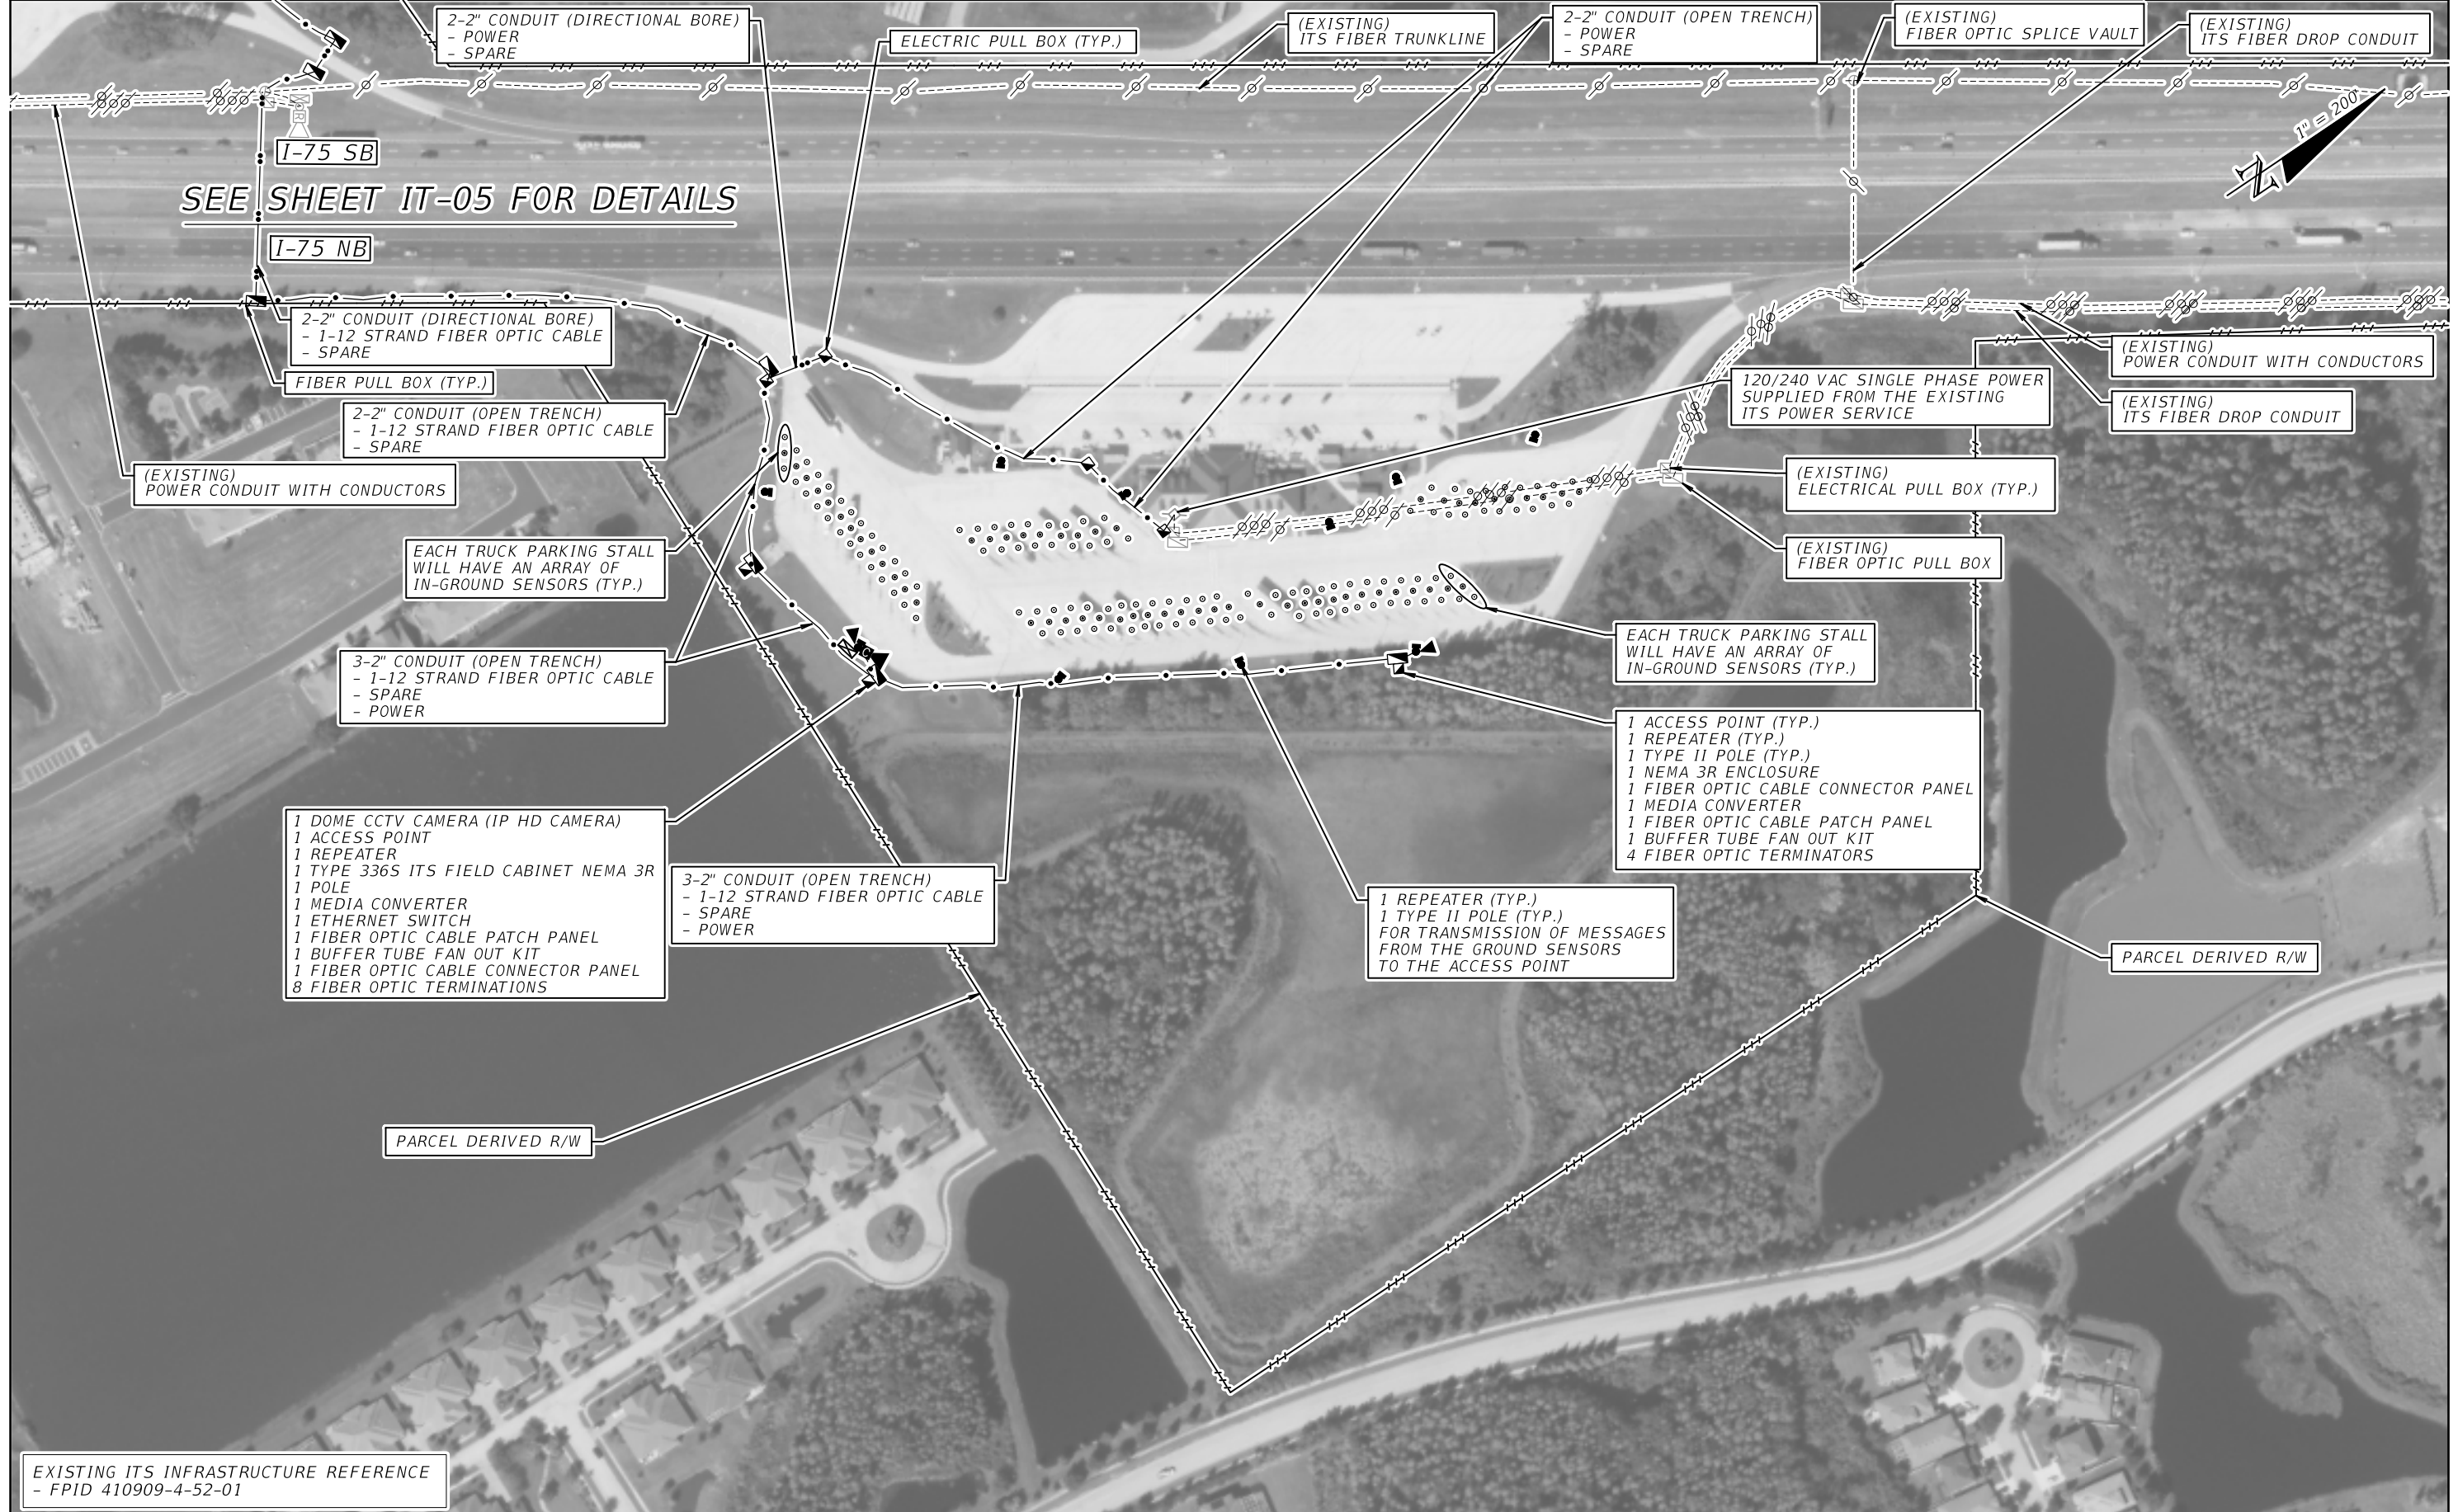 2-2" CONDUIT (DIRECTIONAL BORE)
- POWER
- SPARE
ELECTRIC PULL BOX (TYP.)
(EXISTING)
ITS FIBER TRUNKLINE
2-2" CONDUIT (OPEN TRENCH)
- POWER
- SPARE
(EXISTING)
FIBER OPTIC SPLICE VAULT
(EXISTING)
ITS FIBER DROP CONDUIT
1" = 200'
N
I-75 SB
SEE SHEET IT-05 FOR DETAILS
I-75 NB
2-2" CONDUIT (DIRECTIONAL BORE)
- 1-12 STRAND FIBER OPTIC CABLE
- SPARE
FIBER PULL BOX (TYP.)
2-2" CONDUIT (OPEN TRENCH)
- 1-12 STRAND FIBER OPTIC CABLE
- SPARE
(EXISTING)
POWER CONDUIT WITH CONDUCTORS
(EXISTING)
POWER CONDUIT WITH CONDUCTORS
120/240 VAC SINGLE PHASE POWER
SUPPLIED FROM THE EXISTING
ITS POWER SERVICE
(EXISTING)
ITS FIBER DROP CONDUIT
(EXISTING)
ELECTRICAL PULL BOX (TYP.)
(EXISTING)
FIBER OPTIC PULL BOX
EACH TRUCK PARKING STALL
WILL HAVE AN ARRAY OF
IN-GROUND SENSORS (TYP.)
EACH TRUCK PARKING STALL
WILL HAVE AN ARRAY OF
IN-GROUND SENSORS (TYP.)
3-2" CONDUIT (OPEN TRENCH)
- 1-12 STRAND FIBER OPTIC CABLE
- SPARE
- POWER
1 ACCESS POINT (TYP.)
1 REPEATER (TYP.)
1 TYPE II POLE (TYP.)
1 NEMA 3R ENCLOSURE
1 FIBER OPTIC CABLE CONNECTOR PANEL
1 MEDIA CONVERTER
1 FIBER OPTIC CABLE PATCH PANEL
1 BUFFER TUBE FAN OUT KIT
4 FIBER OPTIC TERMINATORS
1 DOME CCTV CAMERA (IP HD CAMERA)
1 ACCESS POINT
1 REPEATER
1 TYPE 336S ITS FIELD CABINET NEMA 3R
1 POLE
1 MEDIA CONVERTER
1 ETHERNET SWITCH
1 FIBER OPTIC CABLE PATCH PANEL
1 BUFFER TUBE FAN OUT KIT
1 FIBER OPTIC CABLE CONNECTOR PANEL
8 FIBER OPTIC TERMINATIONS
3-2" CONDUIT (OPEN TRENCH)
- 1-12 STRAND FIBER OPTIC CABLE
- SPARE
- POWER
1 REPEATER (TYP.)
1 TYPE II POLE (TYP.)
FOR TRANSMISSION OF MESSAGES
FROM THE GROUND SENSORS
TO THE ACCESS POINT
PARCEL DERIVED R/W
PARCEL DERIVED R/W
EXISTING ITS INFRASTRUCTURE REFERENCE
- FPID 410909-4-52-01